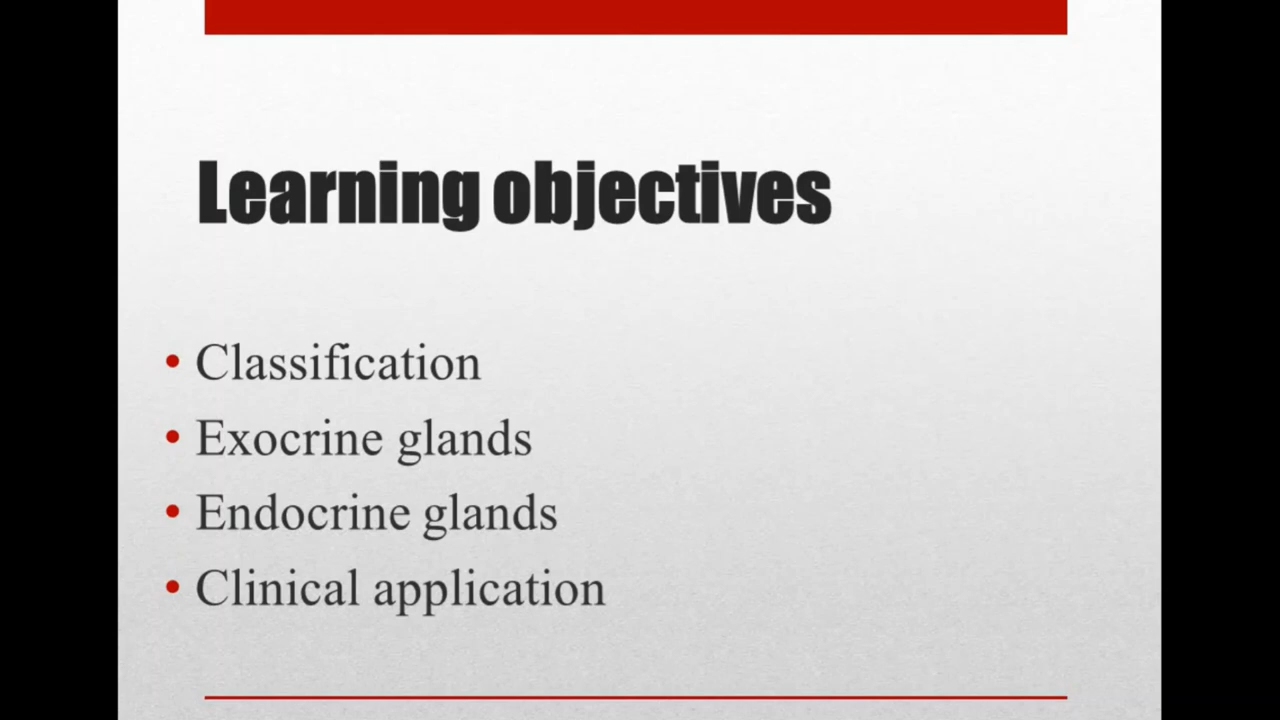 Learning objectives
• Classification
• Exocrine glands
• Endocrine glands
• Clinical application